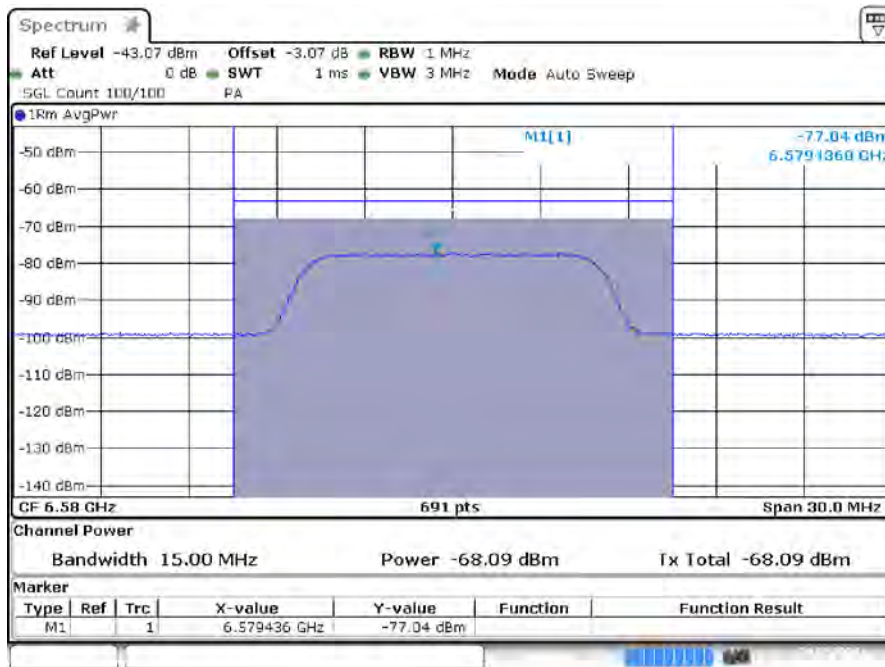 Spectrum
Ref Level -43.07 dBm Offset -3.07 dB RBW 1 MHz
Att 0 dB SWT 1 ms VBW 3 MHz Mode Auto Sweep
SGL Count 100/100 PA
1Rm AvgPwr
M1[1] -77.04 dBm
6.5794360 GHz
-50 dBm
-60 dBm
-70 dBm
-80 dBm
-90 dBm
-100 dBm
-110 dBm
-120 dBm
-130 dBm
-140 dBm
CF 6.58 GHz 691 pts Span 30.0 MHz
Channel Power
Bandwidth 15.00 MHz Power -68.09 dBm Tx Total -68.09 dBm
Marker
Type Ref Trc X-value Y-value Function Function Result
M1 1 6.579436 GHz -77.04 dBm